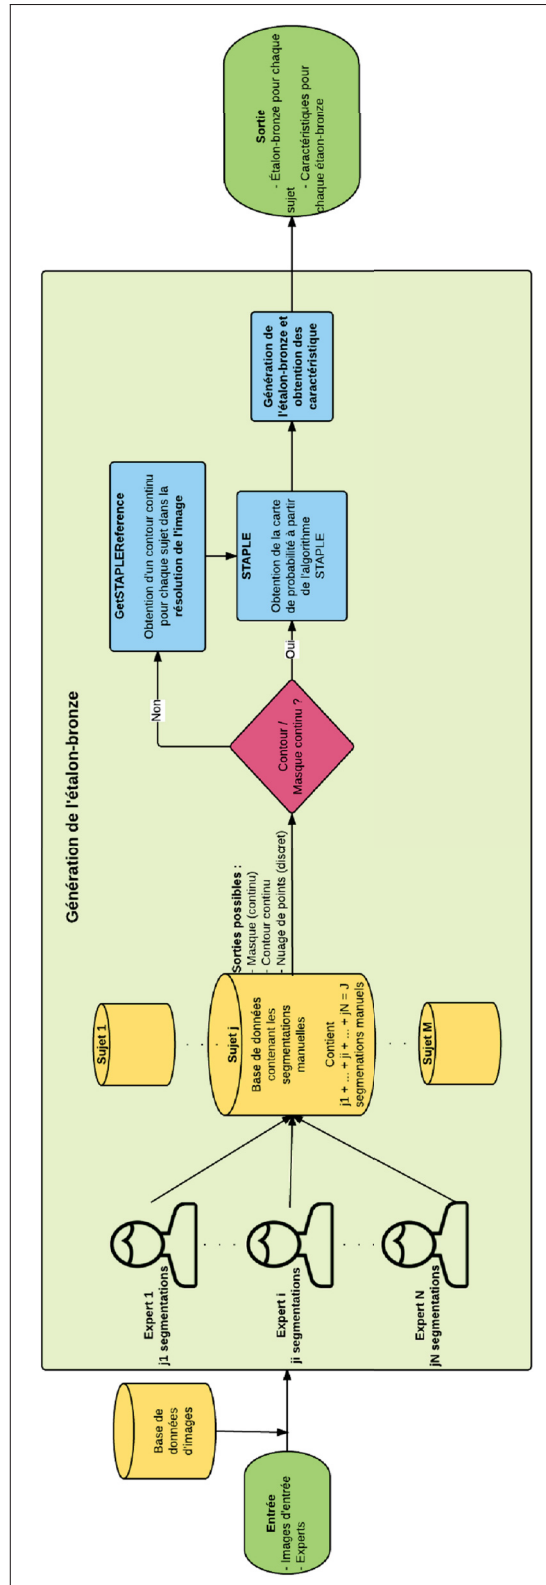 Génération de l'étalon-bronze
Entrée
- Images d'entrée
- Experts
Base de
données
d'images
Expert 1
j1 segmentations
. . .
Expert i
ji segmentations
. . .
Expert N
jN segmentations
Sujet 1
. . .
Sujet j
Base de données
contenant les
segmentations
manuelles
Contient
j1 + ... + ji + ... + jN = J
segmenations manuels
. . .
Sujet M
Sorties possibles :
- Masque (continu)
- Contour continu
- Nuage de points (discret)
Contour /
Masque continu ?
Non
Oui
GetSTAPLEReference
Obtention d'un contour continu
pour chaque sujet dans la
résolution de l'image
STAPLE
Obtention de la carte
de probabilité à partir
de l'algorithme
STAPLE
Génération de
l'étalon-bronze et
obtention des
caractéristique
Sortie
- Étalon-bronze pour chaque
sujet
- Caractéristiques pour
chaque étaon-bronze